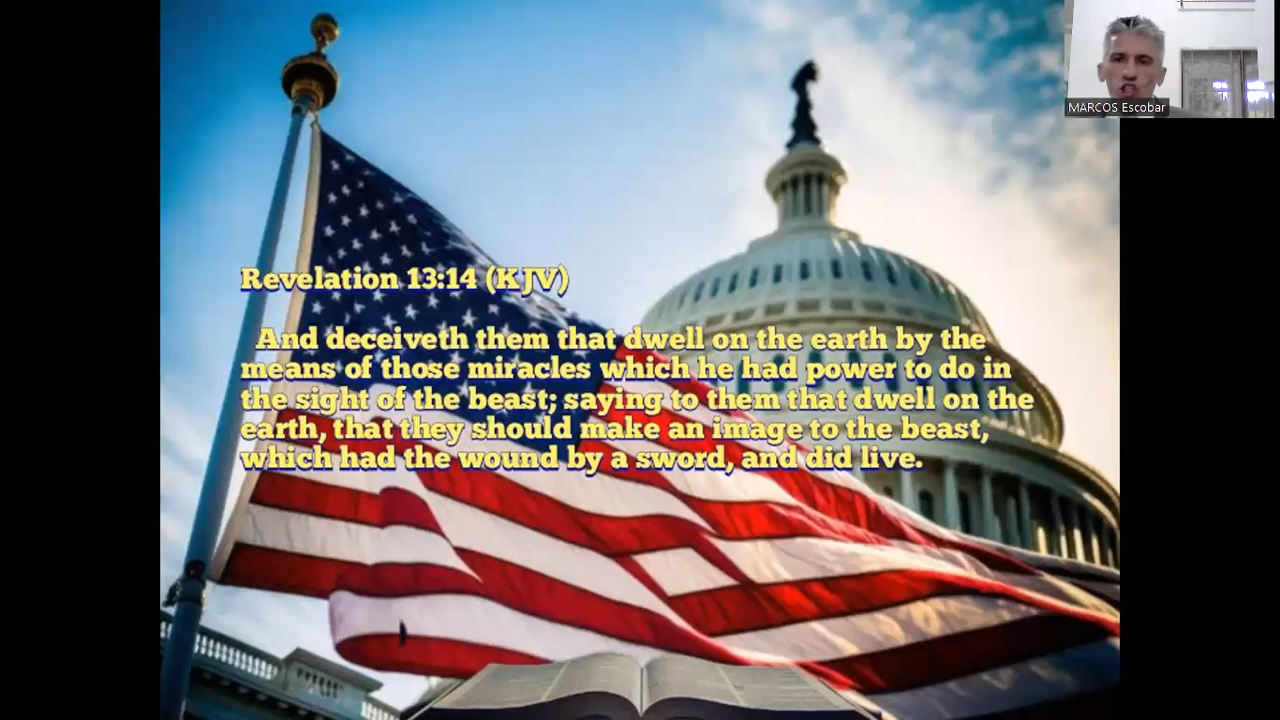 MARCOS Escobar
Revelation 13:14 (KJV)
And deceiveth them that dwell on the earth by the
means of those miracles which he had power to do in
the sight of the beast; saying to them that dwell on the
earth, that they should make an image to the beast,
which had the wound by a sword, and did live.